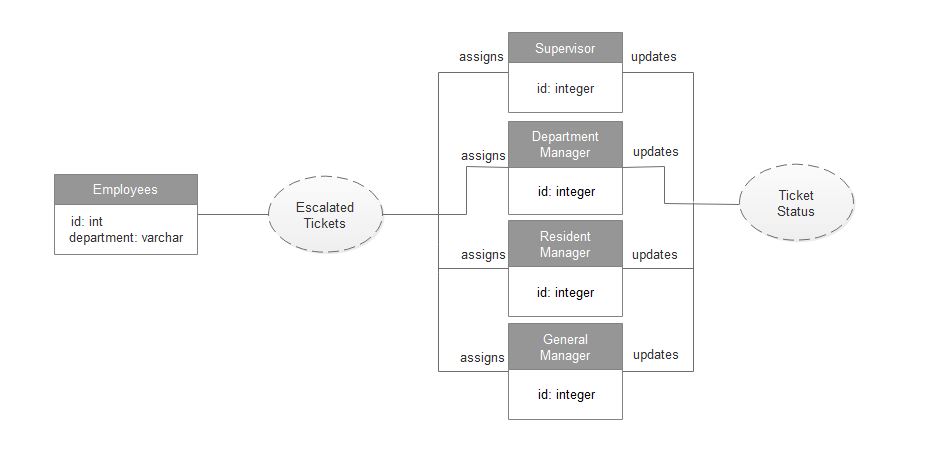 Employees
id: int
department: varchar
Escalated
Tickets
assigns
Supervisor
updates
id: integer
assigns
Department
Manager
updates
id: integer
assigns
Resident
Manager
updates
id: integer
assigns
General
Manager
updates
id: integer
Ticket
Status